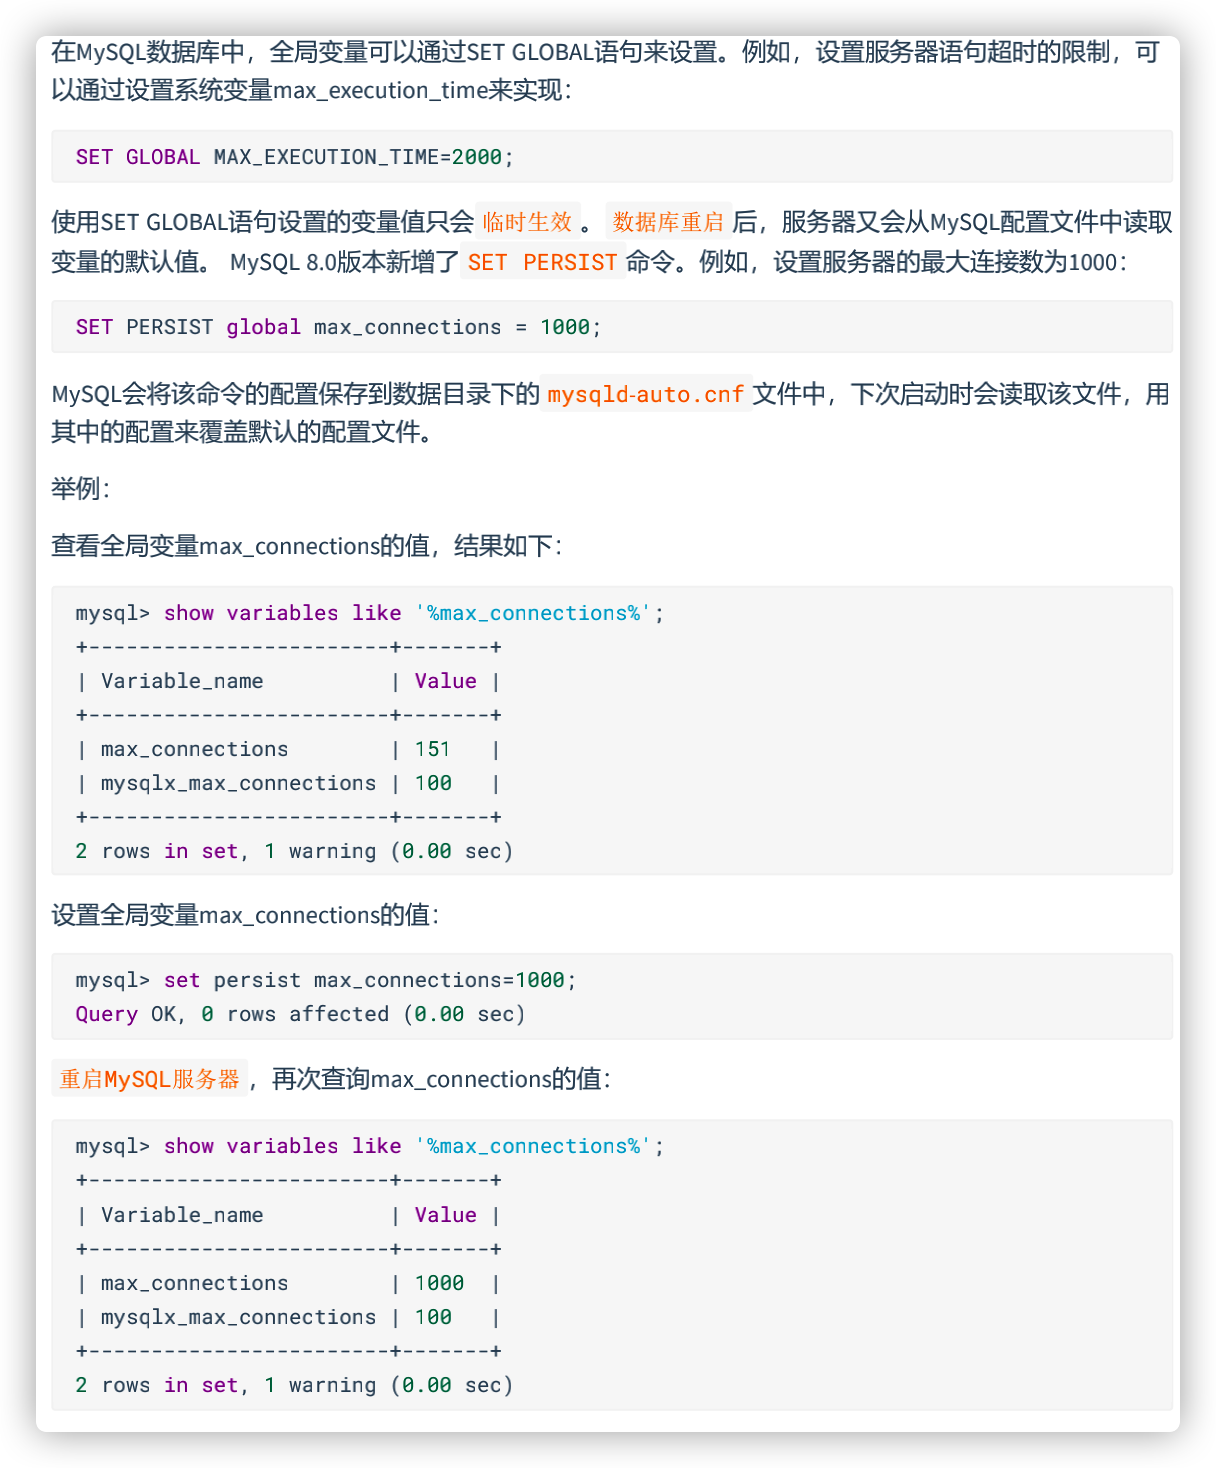 在MySQL数据库中，全局变量可以通过SET GLOBAL语句来设置。例如，设置服务器语句超时的限制，可
以通过设置系统变量max_execution_time来实现：
SET GLOBAL MAX_EXECUTION_TIME=2000;
使用SET GLOBAL语句设置的变量值只会 临时生效 。 数据库重启 后，服务器又会从MySQL配置文件中读取
变量的默认值。 MySQL 8.0版本新增了 SET PERSIST 命令。例如，设置服务器的最大连接数为1000：
SET PERSIST global max_connections = 1000;
MySQL会将该命令的配置保存到数据目录下的 mysqld-auto.cnf 文件中，下次启动时会读取该文件，用
其中的配置来覆盖默认的配置文件。
举例：
查看全局变量max_connections的值，结果如下：
mysql> show variables like '%max_connections%';
+------------------------+-------+
| Variable_name          | Value |
+------------------------+-------+
| max_connections        | 151   |
| mysqlx_max_connections | 100   |
+------------------------+-------+
2 rows in set, 1 warning (0.00 sec)
设置全局变量max_connections的值：
mysql> set persist max_connections=1000;
Query OK, 0 rows affected (0.00 sec)
重启MySQL服务器 ，再次查询max_connections的值：
mysql> show variables like '%max_connections%';
+------------------------+-------+
| Variable_name          | Value |
+------------------------+-------+
| max_connections        | 1000  |
| mysqlx_max_connections | 100   |
+------------------------+-------+
2 rows in set, 1 warning (0.00 sec)